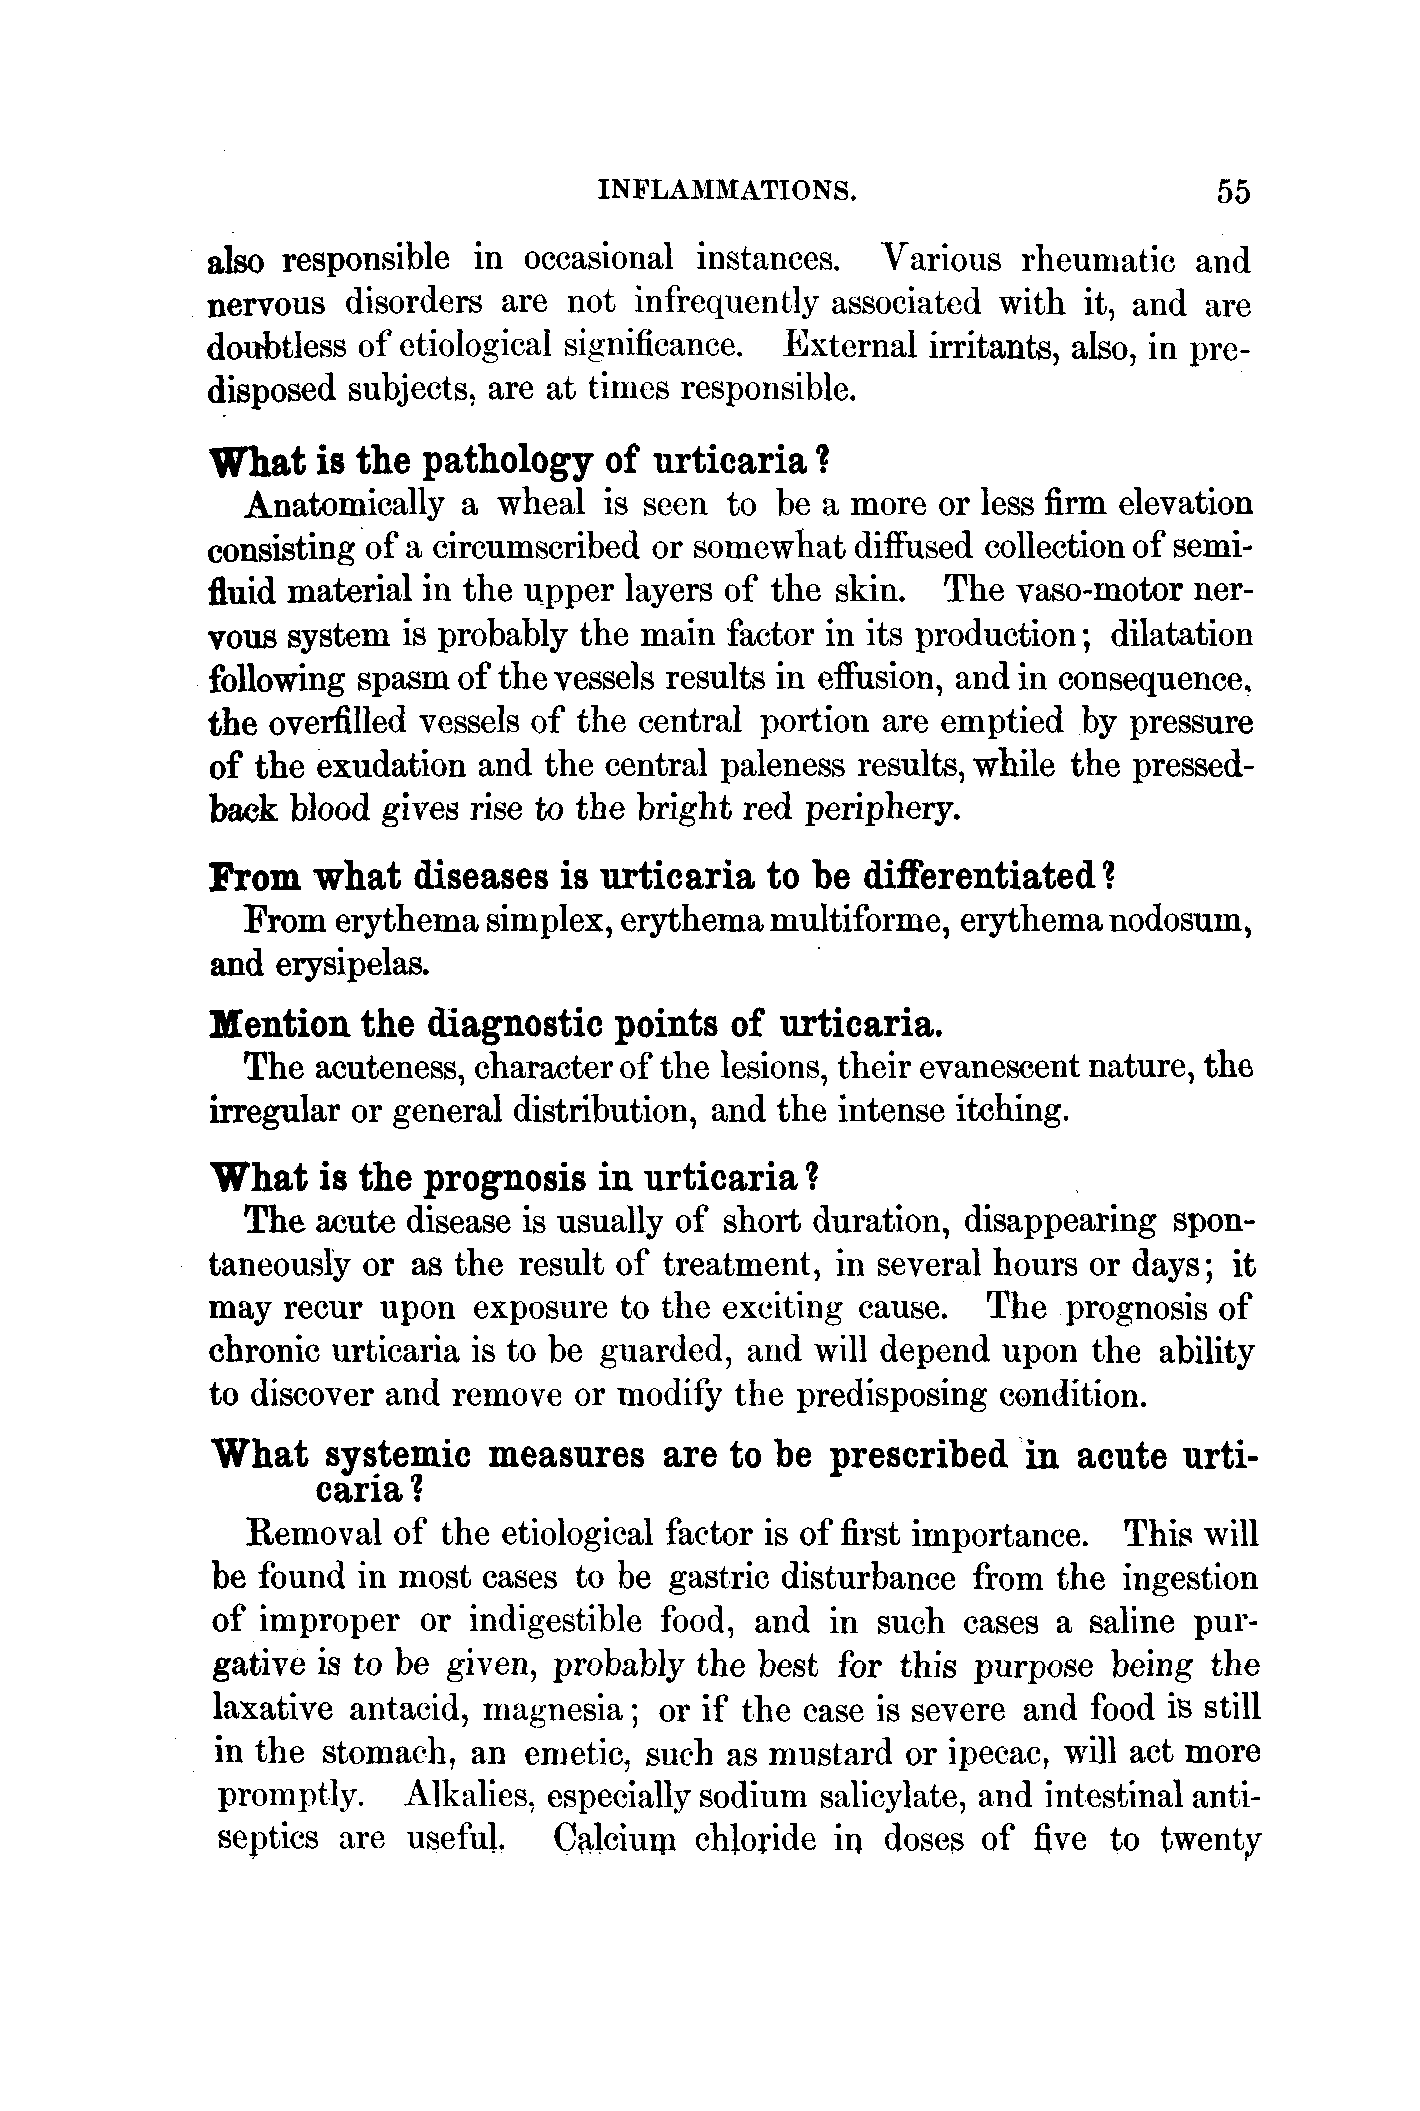 INFLAMMATIONS. 55
also responsible in occasional instances. Various rheumatic and
nervous disorders are not infrequently associated with it, and are
doubtless of etiological significance. External irritants, also, in pre-
disposed subjects, are at times responsible.
What is the pathology of urticaria?
Anatomically a wheal is seen to be a more or less firm elevation
consisting of a circumscribed or somewhat diffused collection of semi-
fluid material in the upper layers of the skin. The vaso-motor ner-
vous system is probably the main factor in its production; dilatation
following spasm of the vessels results in effusion, and in consequence,
the overfilled vessels of the central portion are emptied by pressure
of the exudation and the central paleness results, while the pressed-
back blood gives rise to the bright red periphery.
From what diseases is urticaria to be differentiated?
From erythema simplex, erythema multiforme, erythema nodosum,
and erysipelas.
Mention the diagnostic points of urticaria.
The acuteness, character of the lesions, their evanescent nature, the
irregular or general distribution, and the intense itching.
What is the prognosis in urticaria?
The acute disease is usually of short duration, disappearing spon-
taneously or as the result of treatment, in several hours or days; it
may recur upon exposure to the exciting cause. The prognosis of
chronic urticaria is to be guarded, and will depend upon the ability
to discover and remove or modify the predisposing condition.
What systemic measures are to be prescribed in acute urti-
caria?
Removal of the etiological factor is of first importance. This will
be found in most cases to be gastric disturbance from the ingestion
of improper or indigestible food, and in such cases a saline pur-
gative is to be given, probably the best for this purpose being the
laxative antacid, magnesia; or if the case is severe and food is still
in the stomach, an emetic, such as mustard or ipecac, will act more
promptly. Alkalies, especially sodium salicylate, and intestinal anti-
septics are useful. Calcium chloride in doses of five to twenty